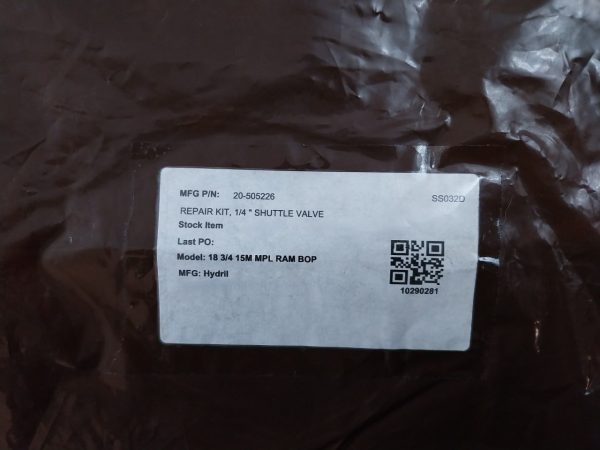 MFG P/N: 20-505226 SS032D
REPAIR KIT, 1/4 " SHUTTLE VALVE
Stock Item
Last PO:
Model: 18 3/4 15M MPL RAM BOP
MFG: Hydril
10290281